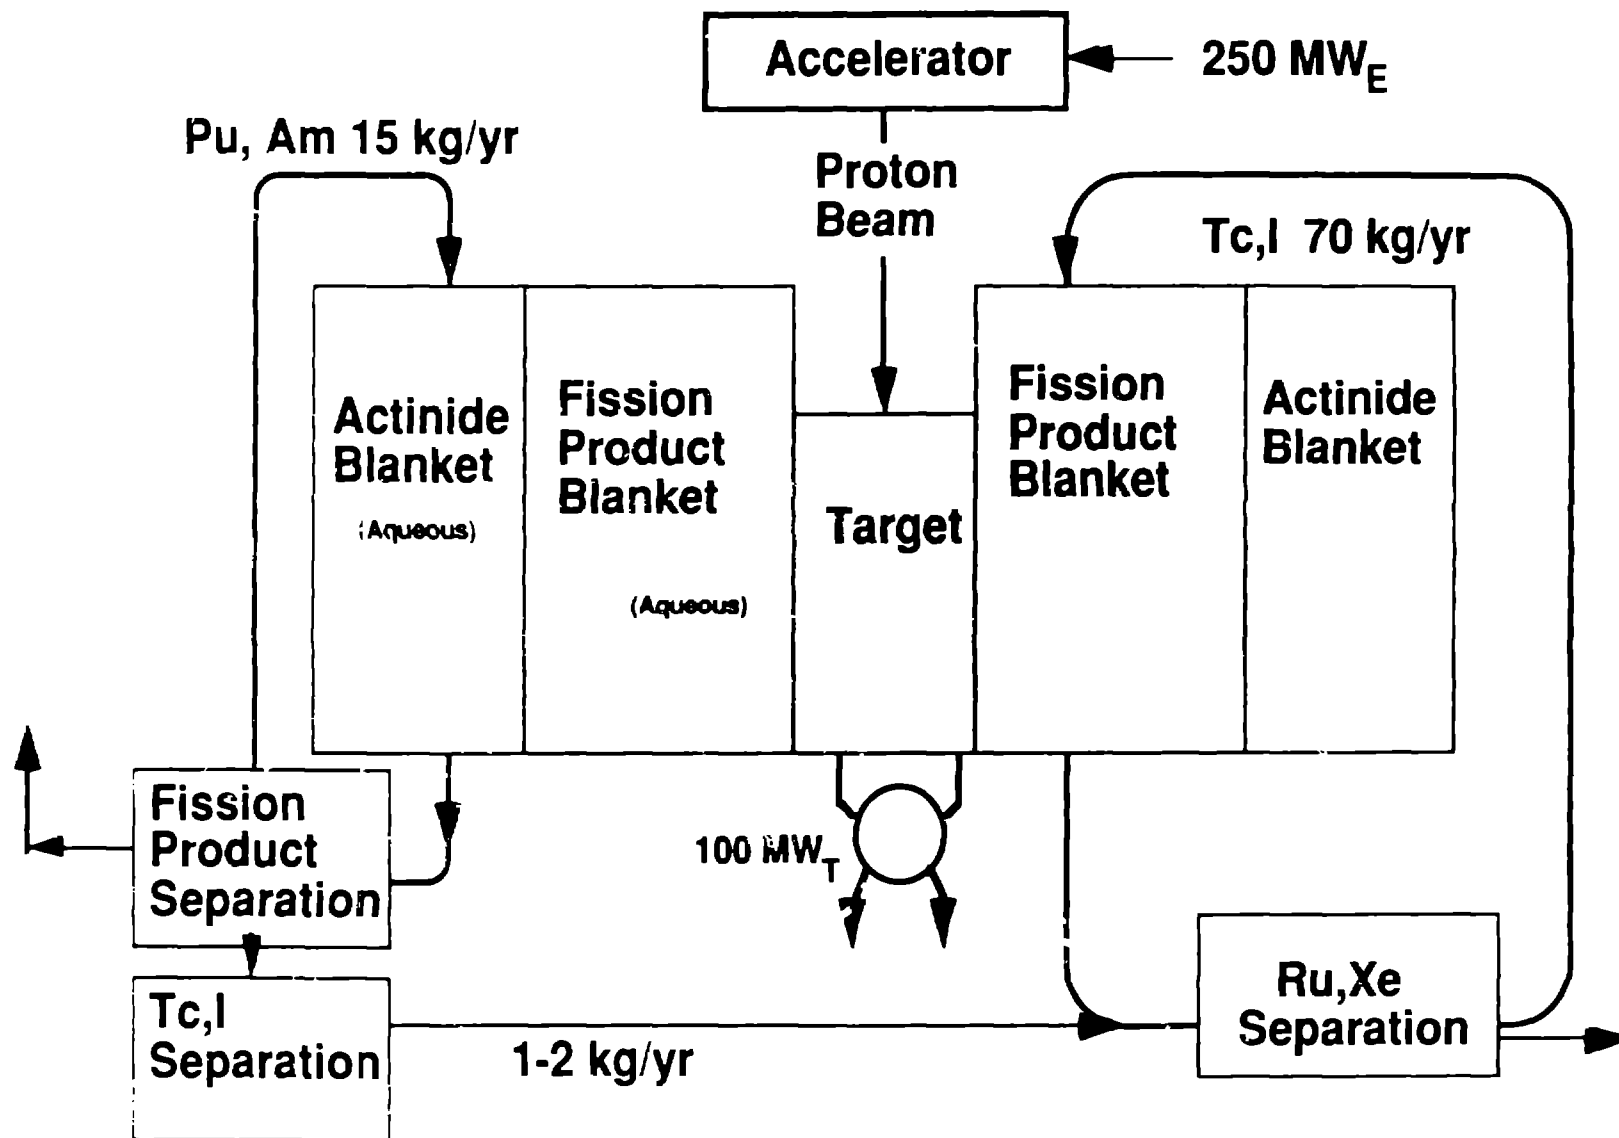 Accelerator
250 MWE
Pu, Am 15 kg/yr
Proton
Beam
Tc,I 70 kg/yr
Actinide
Blanket
(Aqueous)
Fission
Product
Blanket
(Aqueous)
Target
Fission
Product
Blanket
Actinide
Blanket
Fission
Product
Separation
100 MWT
Tc,I
Separation
1-2 kg/yr
Ru,Xe
Separation